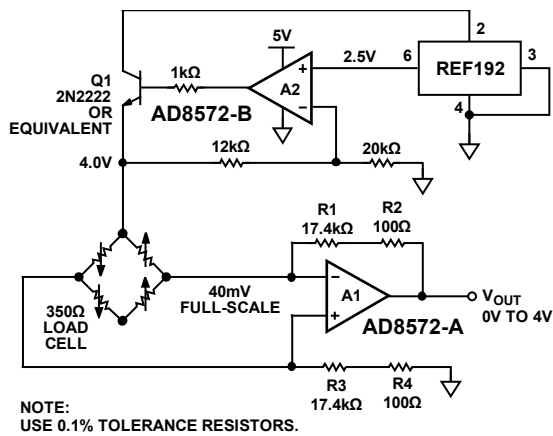 2
5V
1kΩ
6
3
2.5V
REF192
Q1
2N2222
OR
EQUIVALENT
+
A2
−
AD8572-B
4
12kΩ
20kΩ
4.0V
R1
17.4kΩ
R2
100Ω
40mV
FULL-SCALE
−
A1
+
VOUT
0V TO 4V
350Ω
LOAD
CELL
AD8572-A
R3
17.4kΩ
R4
100Ω
NOTE:
USE 0.1% TOLERANCE RESISTORS.